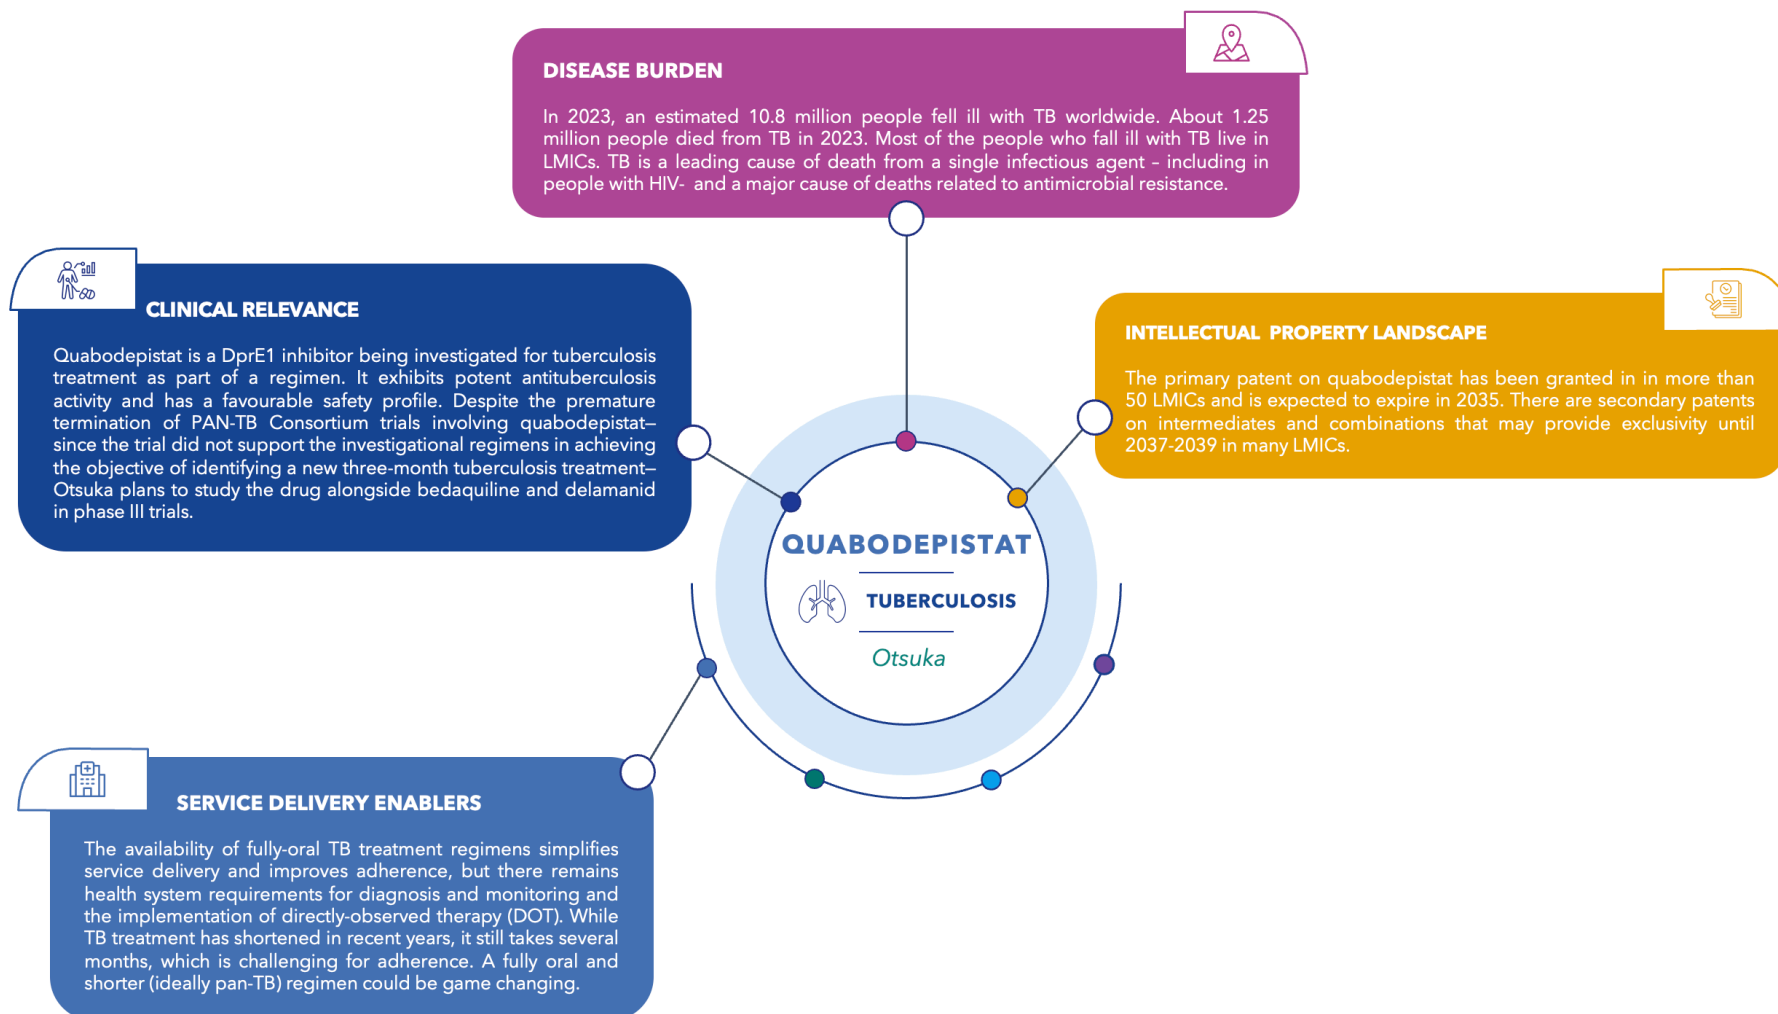 DISEASE BURDEN
In 2023, an estimated 10.8 million people fell ill with TB worldwide. About 1.25
million people died from TB in 2023. Most of the people who fall ill with TB live in
LMICs. TB is a leading cause of death from a single infectious agent – including in
people with HIV- and a major cause of deaths related to antimicrobial resistance.
CLINICAL RELEVANCE
Quabodepistat is a DprE1 inhibitor being investigated for tuberculosis
treatment as part of a regimen. It exhibits potent antituberculosis
activity and has a favourable safety profile. Despite the premature
termination of PAN-TB Consortium trials involving quabodepistat–
since the trial did not support the investigational regimens in achieving
the objective of identifying a new three-month tuberculosis treatment–
Otsuka plans to study the drug alongside bedaquiline and delamanid
in phase III trials.
INTELLECTUAL PROPERTY LANDSCAPE
The primary patent on quabodepistat has been granted in in more than
50 LMICs and is expected to expire in 2035. There are secondary patents
on intermediates and combinations that may provide exclusivity until
2037-2039 in many LMICs.
QUABODEPISTAT
TUBERCULOSIS
Otsuka
SERVICE DELIVERY ENABLERS
The availability of fully-oral TB treatment regimens simplifies
service delivery and improves adherence, but there remains
health system requirements for diagnosis and monitoring and
the implementation of directly-observed therapy (DOT). While
TB treatment has shortened in recent years, it still takes several
months, which is challenging for adherence. A fully oral and
shorter (ideally pan-TB) regimen could be game changing.